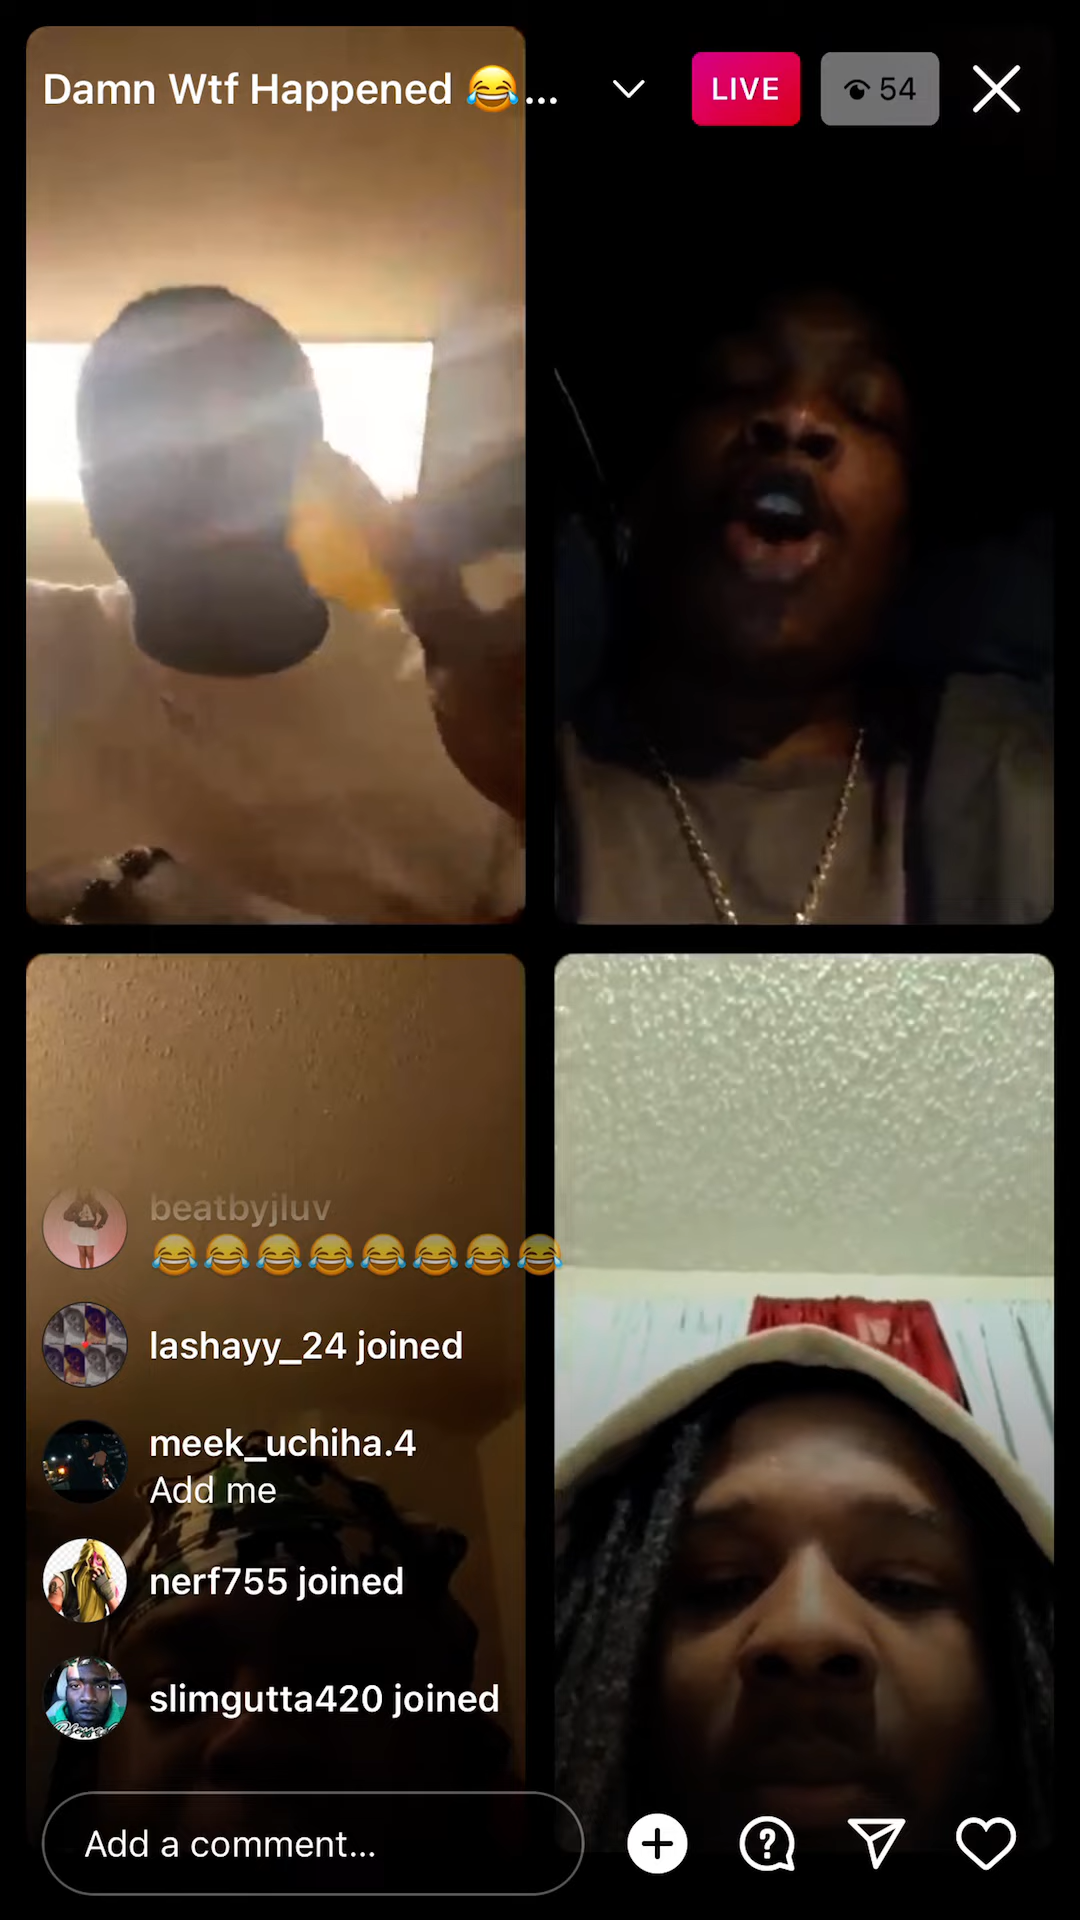 Damn Wtf Happened 😂...
LIVE
54
beatbyjluv
😂😂😂😂😂😂😂😂
lashayy_24 joined
meek_uchiha.4
Add me
nerf755 joined
slimgutta420 joined
Add a comment...